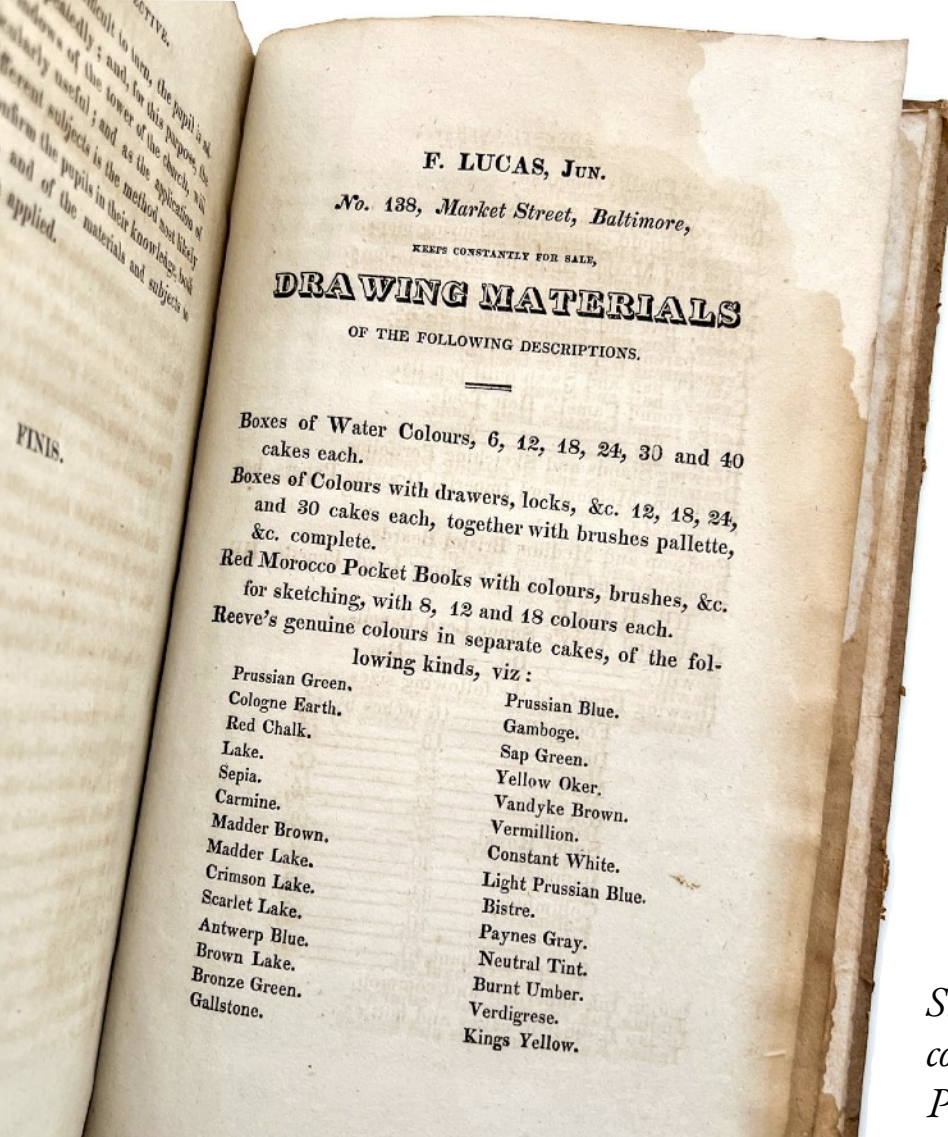 ECTIVE.
difficult to turn, the pupil is
; and, for this purpose, the
of the tower of the church, will
useful; and as the application of
subjects is the method most likely
the pupils in their knowledge, both
and of the materials and subjects to
applied.
FINIS.
F. LUCAS, JUN.
No. 138, Market Street, Baltimore,
KEEPS CONSTANTLY FOR SALE,
DRAWING MATERIALS
OF THE FOLLOWING DESCRIPTIONS.
Boxes of Water Colours, 6, 12, 18, 24, 30 and 40
cakes each.
Boxes of Colours with drawers, locks, &c. 12, 18, 24,
and 30 cakes each, together with brushes pallette,
&c. complete.
Red Morocco Pocket Books with colours, brushes, &c.
for sketching, with 8, 12 and 18 colours each.
Reeve's genuine colours in separate cakes, of the fol-
lowing kinds, viz:
Prussian Green.
Cologne Earth.
Red Chalk.
Lake.
Sepia.
Carmine.
Madder Brown.
Madder Lake.
Crimson Lake.
Scarlet Lake.
Antwerp Blue.
Brown Lake.
Bronze Green.
Gallstone.
Prussian Blue.
Gamboge.
Sap Green.
Yellow Oker.
Vandyke Brown.
Vermillion.
Constant White.
Light Prussian Blue.
Bistre.
Paynes Gray.
Neutral Tint.
Burnt Umber.
Verdigrese.
Kings Yellow.